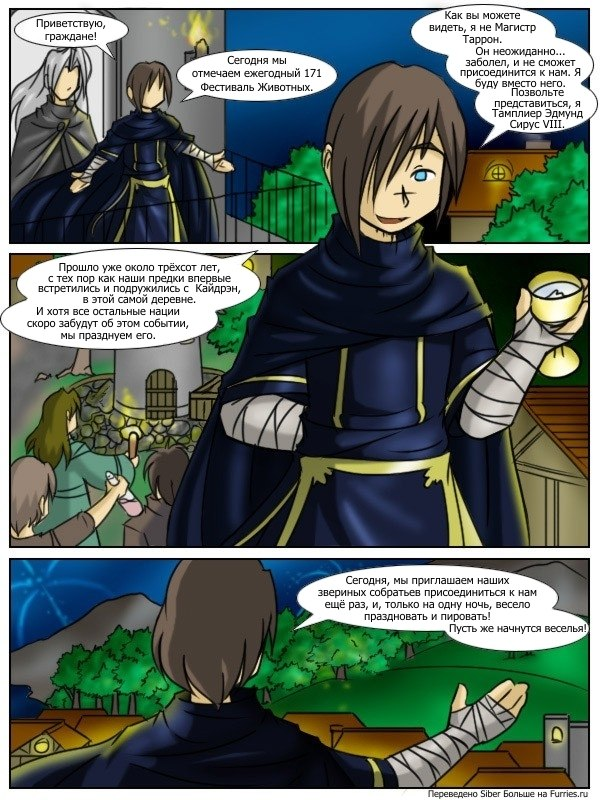 Приветствую,
граждане!
Сегодня мы
отмечаем ежегодный 171
Фестиваль Животных.
Как вы можете
видеть, я не Магистр
Таррон.
Он неожиданно...
заболел, и не сможет
присоединится к нам. Я
буду вместо него.
Позвольте
представиться, я
Тамплиер Эдмунд
Сирус VIII.
Прошло уже около трёхсот лет,
с тех пор как наши предки впервые
встретились и подружились с Кайдрэн,
в этой самой деревне.
И хотя все остальные нации
скоро забудут об этом событии,
мы празднуем его.
Сегодня, мы приглашаем наших
звериных собратьев присоединиться к нам
ещё раз, и, только на одну ночь, весело
праздновать и пировать!
Пусть же начнутся веселья!
Переведено Siber Больше на Furries.ru